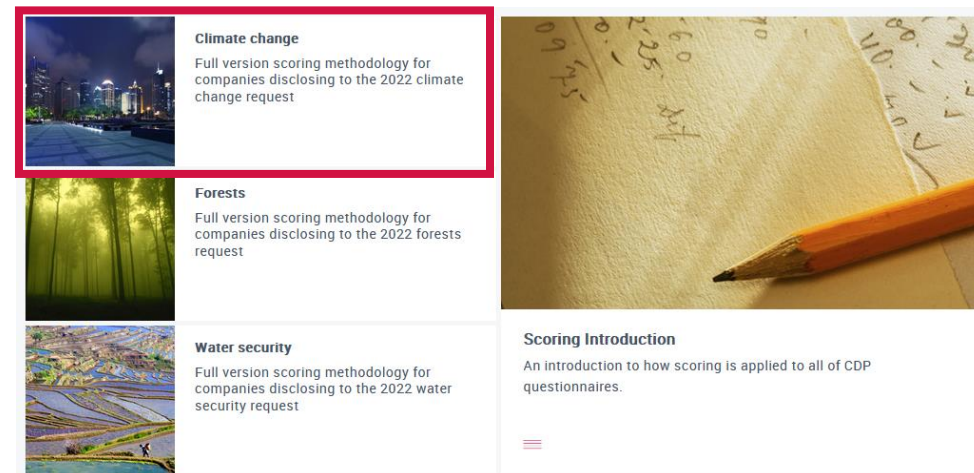 Climate change
Full version scoring methodology for
companies disclosing to the 2022 climate
change request
Forests
Full version scoring methodology for
companies disclosing to the 2022 forests
request
Water security
Full version scoring methodology for
companies disclosing to the 2022 water
security request
Scoring Introduction
An introduction to how scoring is applied to all of CDP
questionnaires.